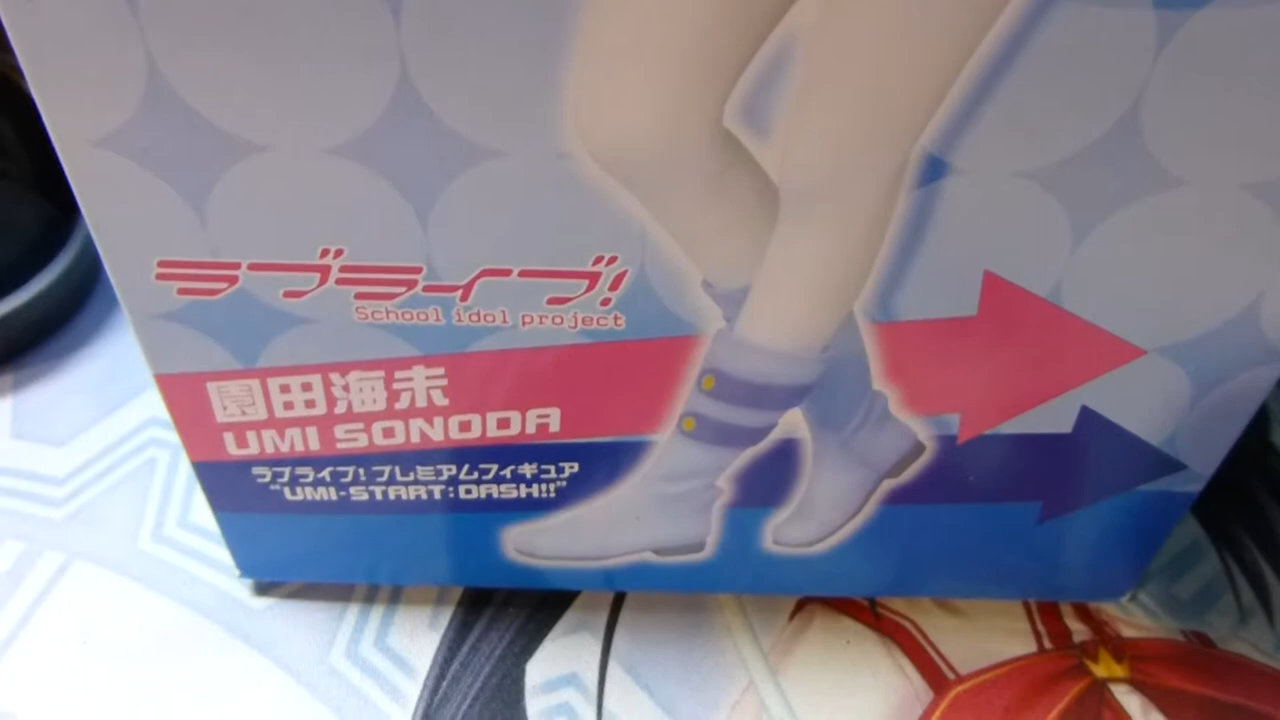 ラブライブ!
School idol project
園田海未
UMI SONODA
ラブライブ!プレミアムフィギュア
"UMI-START:DASH!!"